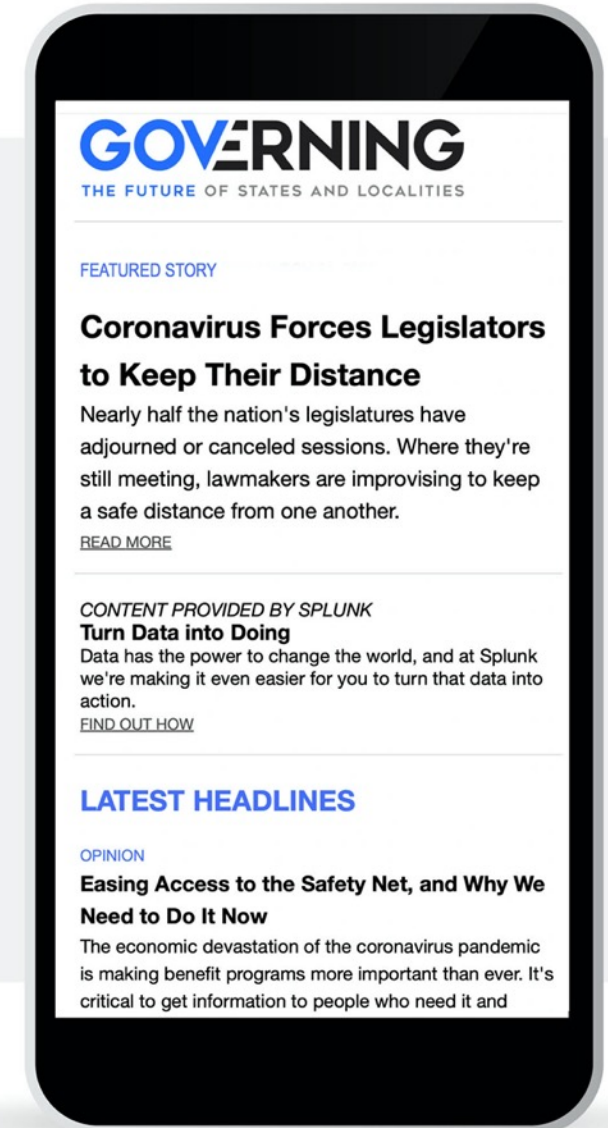 GOVERNING
THE FUTURE OF STATES AND LOCALITIES
FEATURED STORY
Coronavirus Forces Legislators
to Keep Their Distance
Nearly half the nation's legislatures have
adjourned or canceled sessions. Where they're
still meeting, lawmakers are improvising to keep
a safe distance from one another.
READ MORE
CONTENT PROVIDED BY SPLUNK
Turn Data into Doing
Data has the power to change the world, and at Splunk
we're making it even easier for you to turn that data into
action.
FIND OUT HOW
LATEST HEADLINES
OPINION
Easing Access to the Safety Net, and Why We
Need to Do It Now
The economic devastation of the coronavirus pandemic
is making benefit programs more important than ever. It's
critical to get information to people who need it and